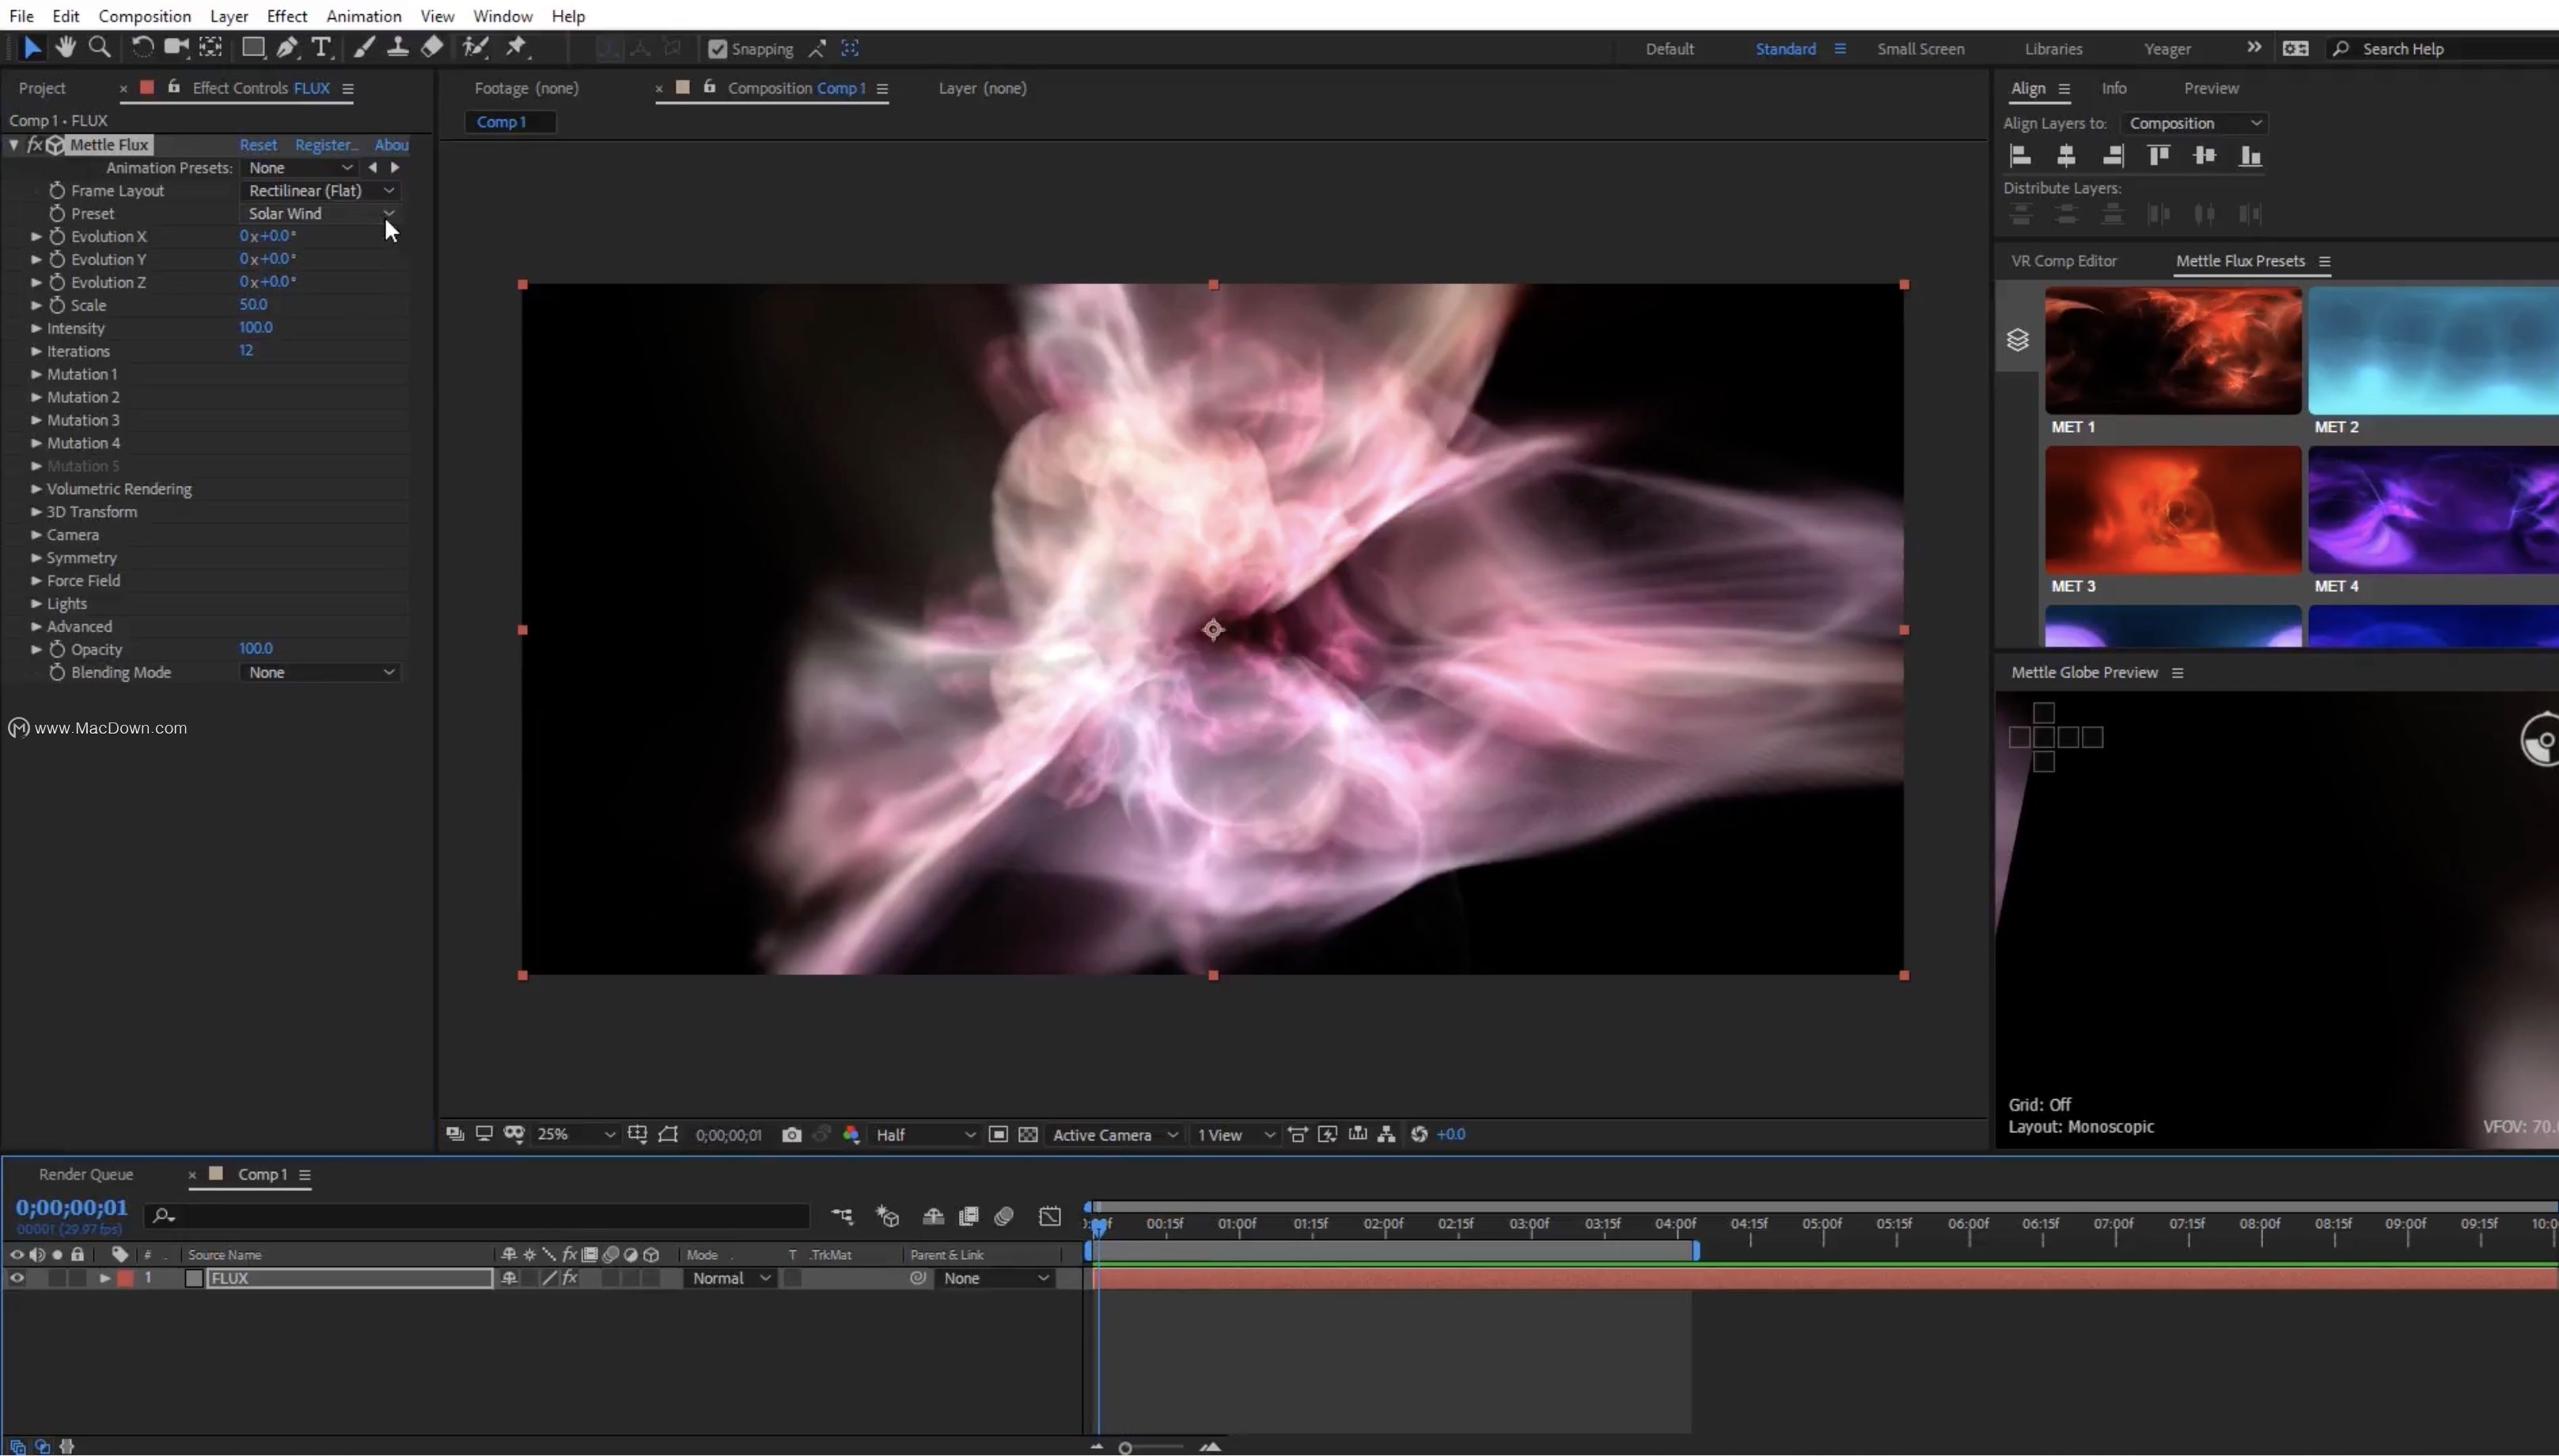 File Edit Composition Layer Effect Animation View Window Help
Snapping Default Standard Small Screen Libraries Yeager Search Help
Project Effect Controls FLUX
Comp 1 • FLUX
fx Mettle Flux Reset Register... Abou
Animation Presets: None
Frame Layout Rectilinear (Flat)
Preset Solar Wind
Evolution X 0x+0.0°
Evolution Y 0x+0.0°
Evolution Z 0x+0.0°
Scale 50.0
Intensity 100.0
Iterations 12
Mutation 1
Mutation 2
Mutation 3
Mutation 4
Mutation 5
Volumetric Rendering
3D Transform
Camera
Symmetry
Force Field
Lights
Advanced
Opacity 100.0
Blending Mode None
www.MacDown.com
Footage (none) Composition Comp 1 Layer (none)
Comp 1
25% 0;00;00;01 Half Active Camera 1 View +0.0
Align Info Preview
Align Layers to: Composition
Distribute Layers:
VR Comp Editor Mettle Flux Presets
MET 1 MET 2
MET 3 MET 4
Mettle Globe Preview
Grid: Off
Layout: Monoscopic VFOV: 70.
Render Queue Comp 1
0;00;00;01
00001 (29.97 fps)
00:15f 01:00f 01:15f 02:00f 02:15f 03:00f 03:15f 04:00f 04:15f 05:00f 05:15f 06:00f 06:15f 07:00f 07:15f 08:00f 08:15f 09:00f 09:15f 10:0
# Source Name fx Mode T .TrkMat Parent & Link
1 FLUX fx Normal None